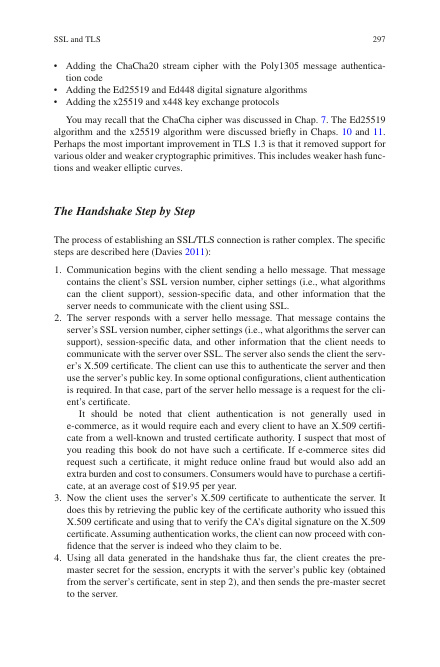 SSL and TLS 297
• Adding the ChaCha20 stream cipher with the Poly1305 message authentica-
tion code
• Adding the Ed25519 and Ed448 digital signature algorithms
• Adding the x25519 and x448 key exchange protocols
You may recall that the ChaCha cipher was discussed in Chap. 7. The Ed25519
algorithm and the x25519 algorithm were discussed briefly in Chaps. 10 and 11.
Perhaps the most important improvement in TLS 1.3 is that it removed support for
various older and weaker cryptographic primitives. This includes weaker hash func-
tions and weaker elliptic curves.
The Handshake Step by Step
The process of establishing an SSL/TLS connection is rather complex. The specific
steps are described here (Davies 2011):
1. Communication begins with the client sending a hello message. That message
contains the client's SSL version number, cipher settings (i.e., what algorithms
can the client support), session-specific data, and other information that the
server needs to communicate with the client using SSL.
2. The server responds with a server hello message. That message contains the
server's SSL version number, cipher settings (i.e., what algorithms the server can
support), session-specific data, and other information that the client needs to
communicate with the server over SSL. The server also sends the client the serv-
er's X.509 certificate. The client can use this to authenticate the server and then
use the server's public key. In some optional configurations, client authentication
is required. In that case, part of the server hello message is a request for the cli-
ent's certificate.
It should be noted that client authentication is not generally used in
e-commerce, as it would require each and every client to have an X.509 certifi-
cate from a well-known and trusted certificate authority. I suspect that most of
you reading this book do not have such a certificate. If e-commerce sites did
request such a certificate, it might reduce online fraud but would also add an
extra burden and cost to consumers. Consumers would have to purchase a certifi-
cate, at an average cost of $19.95 per year.
3. Now the client uses the server's X.509 certificate to authenticate the server. It
does this by retrieving the public key of the certificate authority who issued this
X.509 certificate and using that to verify the CA's digital signature on the X.509
certificate. Assuming authentication works, the client can now proceed with con-
fidence that the server is indeed who they claim to be.
4. Using all data generated in the handshake thus far, the client creates the pre-
master secret for the session, encrypts it with the server's public key (obtained
from the server's certificate, sent in step 2), and then sends the pre-master secret
to the server.